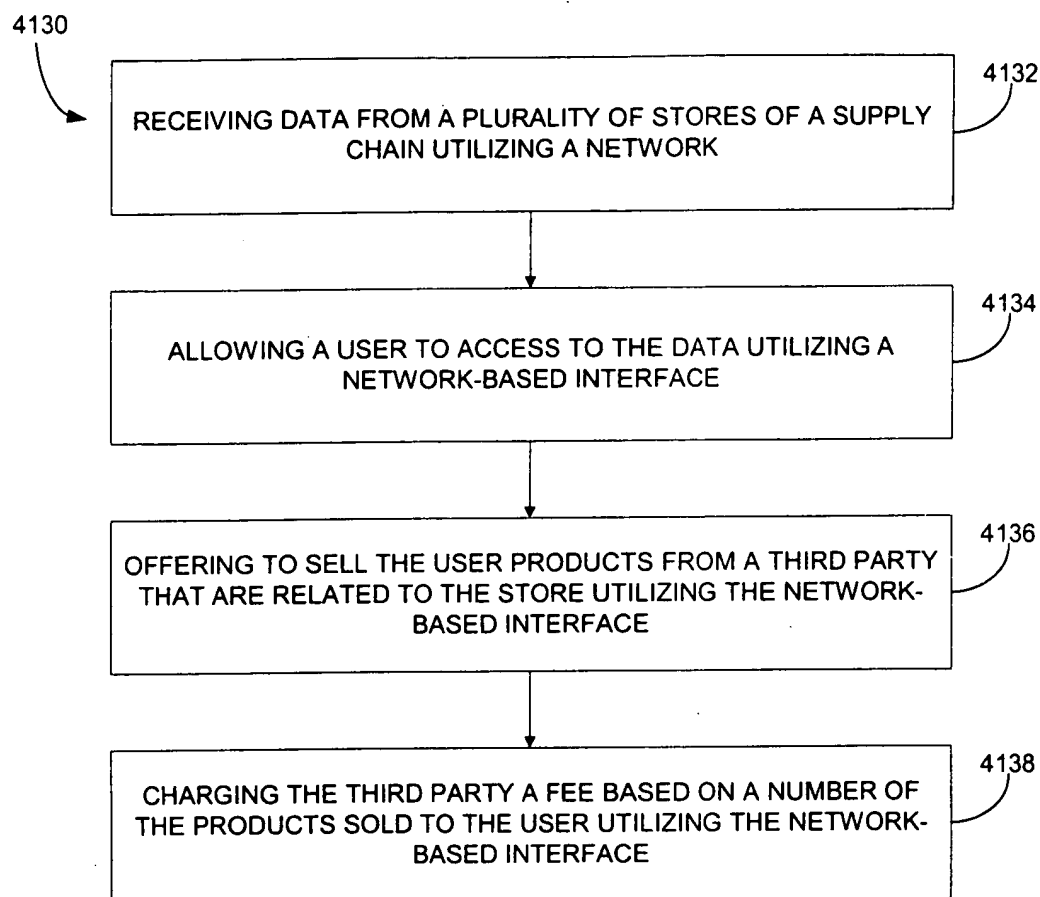 4130
4132
RECEIVING DATA FROM A PLURALITY OF STORES OF A SUPPLY
CHAIN UTILIZING A NETWORK
4134
ALLOWING A USER TO ACCESS TO THE DATA UTILIZING A
NETWORK-BASED INTERFACE
4136
OFFERING TO SELL THE USER PRODUCTS FROM A THIRD PARTY
THAT ARE RELATED TO THE STORE UTILIZING THE NETWORK-
BASED INTERFACE
4138
CHARGING THE THIRD PARTY A FEE BASED ON A NUMBER OF
THE PRODUCTS SOLD TO THE USER UTILIZING THE NETWORK-
BASED INTERFACE